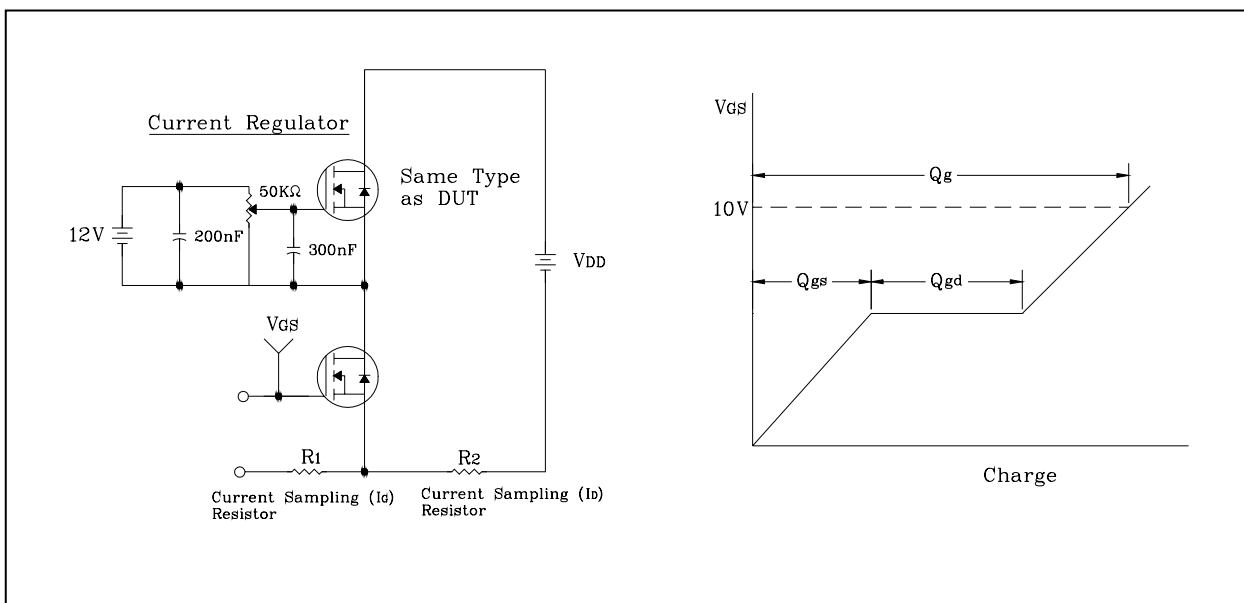 Current Regulator
50KΩ
12V
200nF
300nF
Same Type
as DUT
VDD
VGS
R1
R2
Current Sampling (IG)
Resistor
Current Sampling (ID)
Resistor
VGS
Qg
10V
Qgs
Qgd
Charge